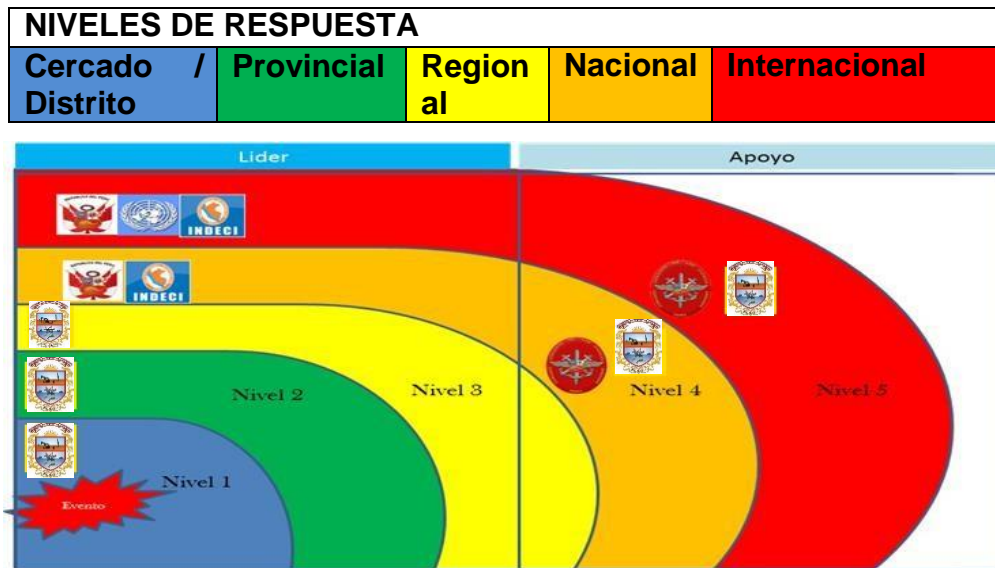 NIVELES DE RESPUESTA
Cercado / Distrito Provincial Region al Nacional Internacional
Lider Apoyo
INDECI
INDECI
Nivel 2 Nivel 3 Nivel 4 Nivel 5
Nivel 1
Evento